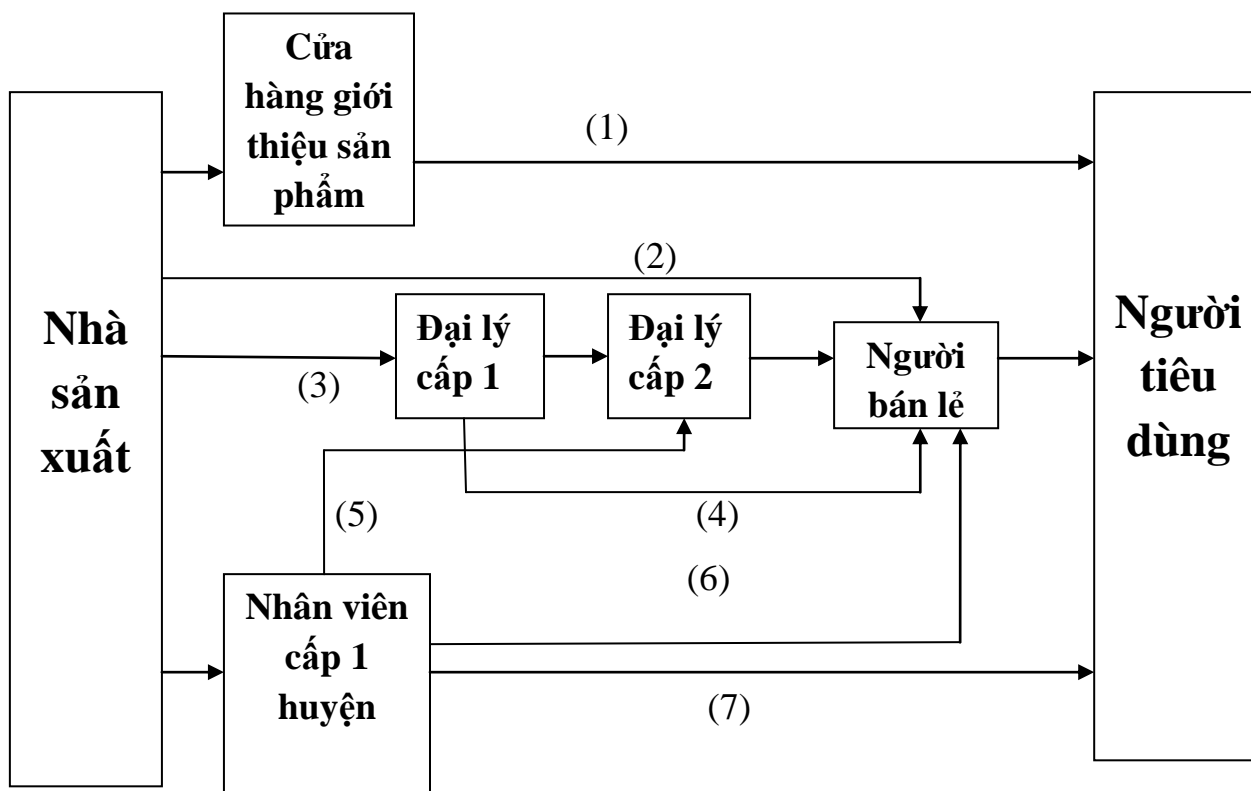 Cửa
hàng giới
thiệu sản
phẩm
(1)
(2)
Nhà
sản
xuất
(3)
Đại lý
cấp 1
Đại lý
cấp 2
Người
bán lẻ
Người
tiêu
dùng
(4)
(5)
(6)
Nhân viên
cấp 1
huyện
(7)